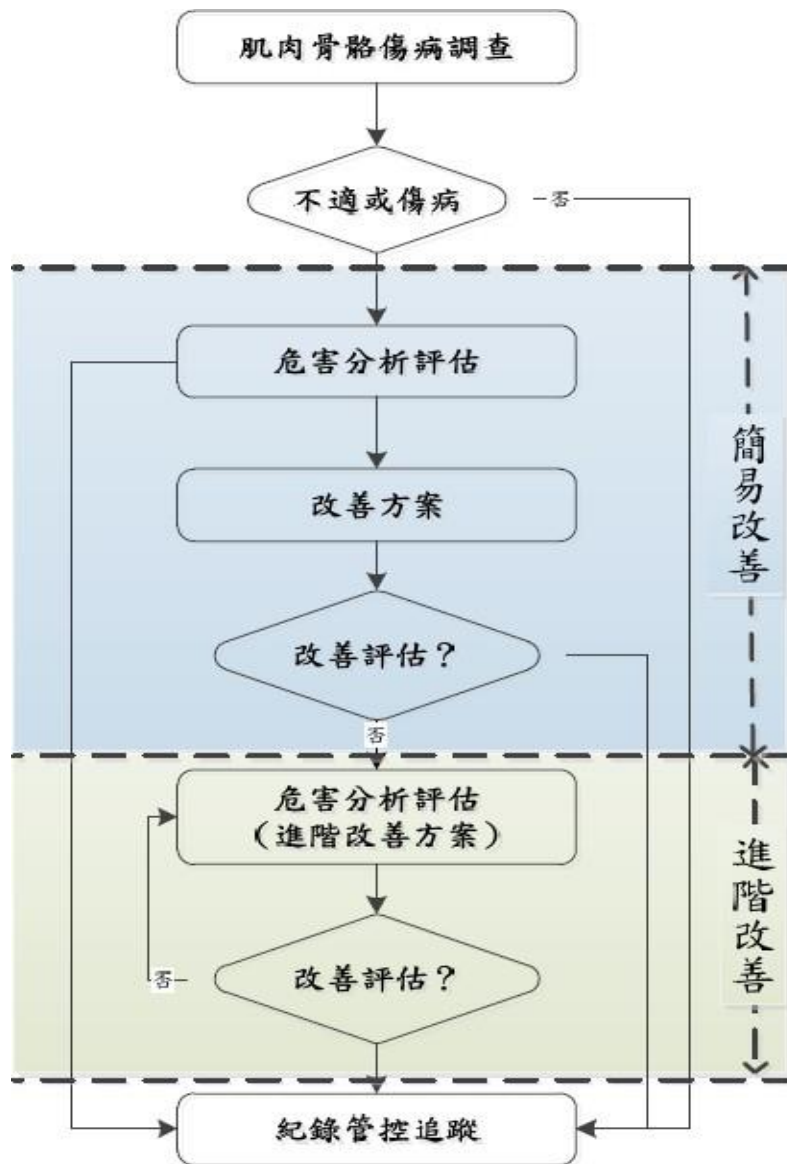 肌肉骨骼傷病調查
不適或傷病
否
危害分析評估
改善方案
簡易改善
改善評估？
否
危害分析評估
（進階改善方案）
進階改善
改善評估？
否
紀錄管控追蹤